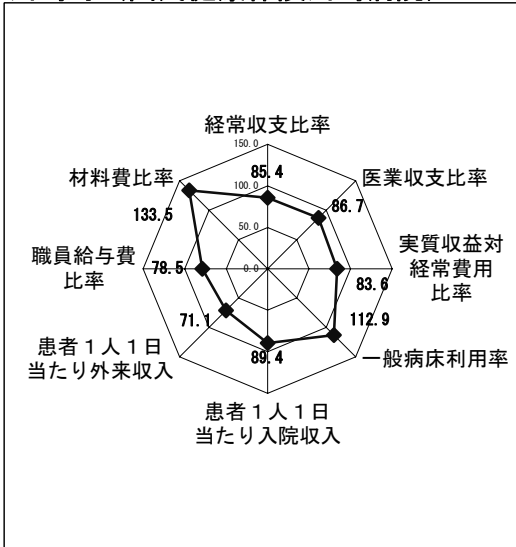 経常収支比率
150.0
材料費比率
85.4
医業収支比率
100.0
133.5
86.7
50.0
職員給与費
比率
78.5
0.0
実質収益対
経常費用
比率
83.6
71.1
112.9
患者１人１日
当たり外来収入
89.4
一般病床利用率
患者１人１日
当たり入院収入